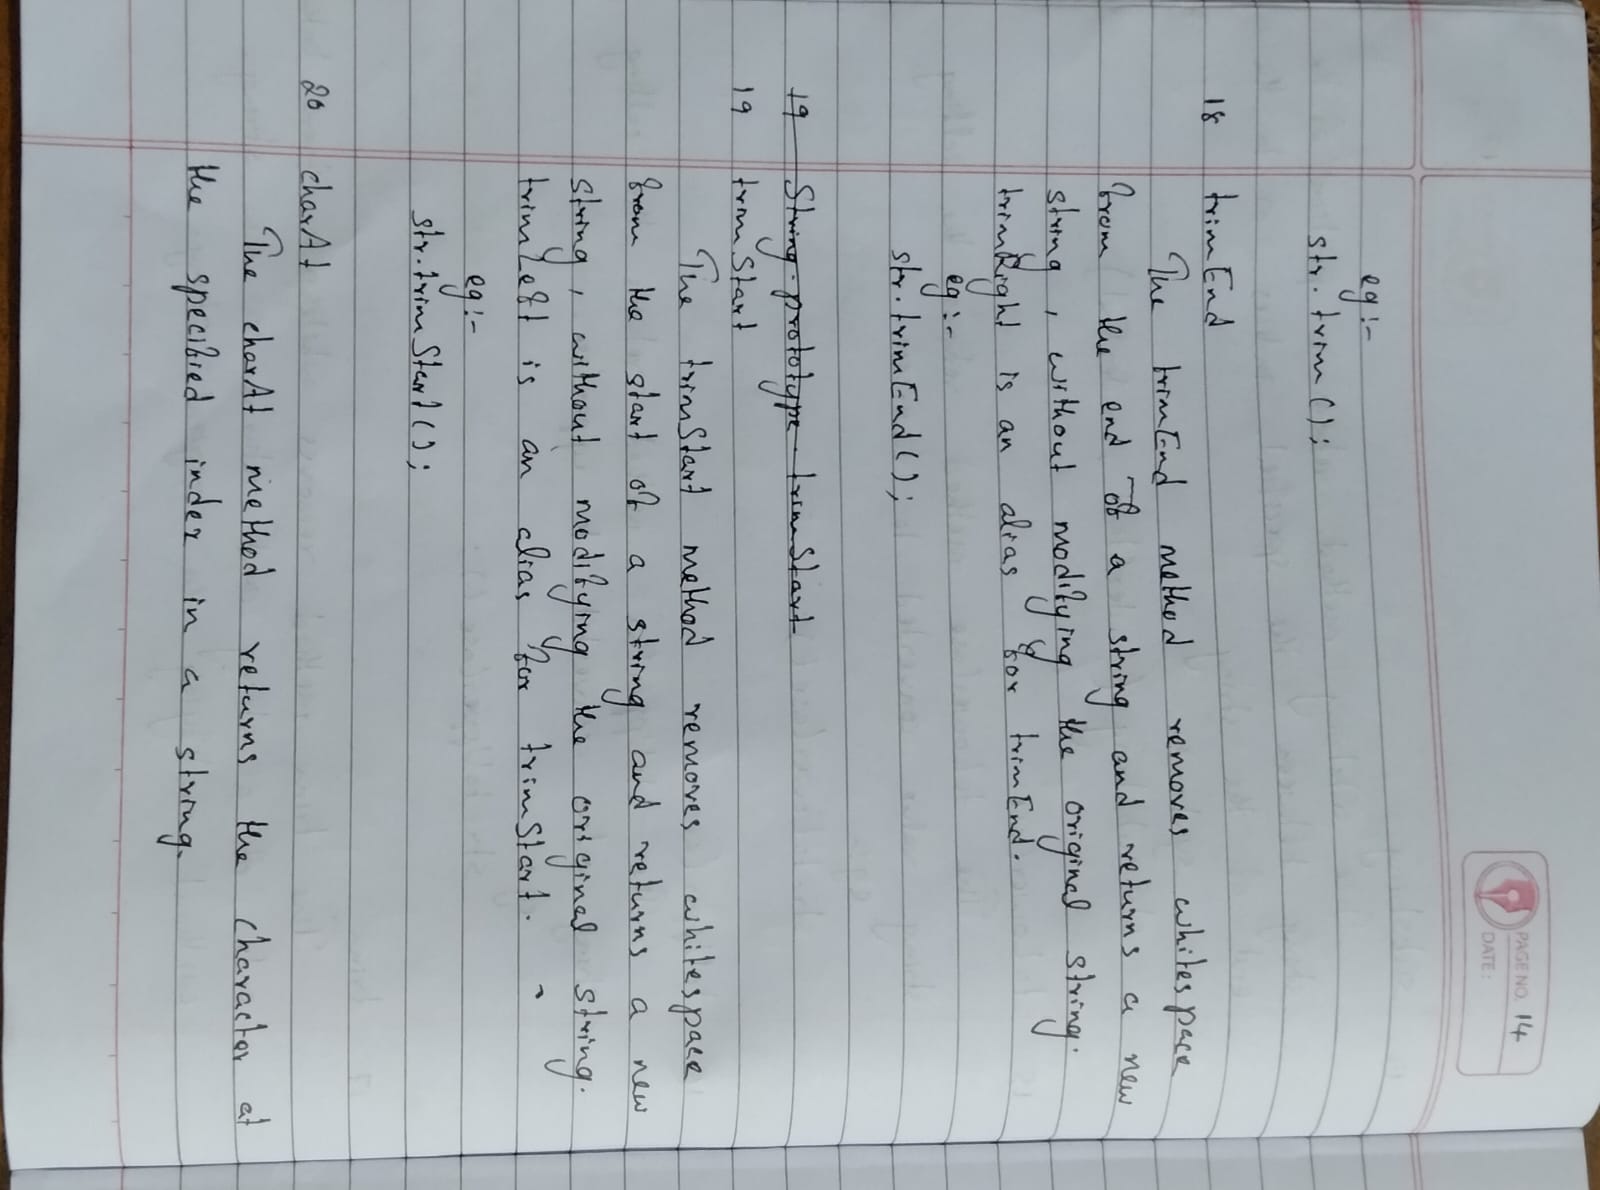 PAGE NO. 14
DATE:
eg:-
str.trim();
18 trimEnd
The trimEnd method removes whitespace
from the end of a string and returns a new
string, without modifying the original string.
trimRight is an alias for trimEnd.
eg:-
str.trimEnd();
19 String.prototype.trimStart
19 trimStart
The trimStart method removes whitespace
from the start of a string and returns a new
string, without modifying the original string.
trimLeft is an alias for trimStart.
eg:-
str.trimStart();
20 charAt
The charAt method returns the character at
the specified index in a string.